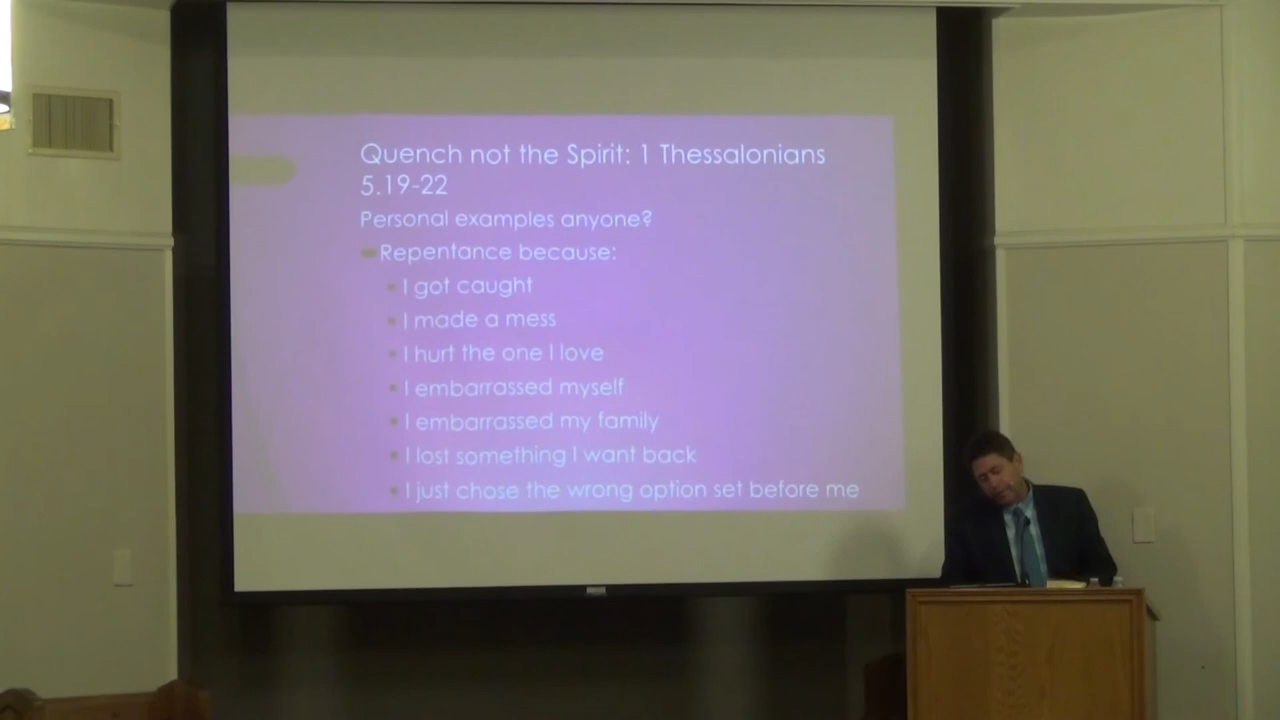 Quench not the Spirit: 1 Thessalonians
5.19-22
Personal examples anyone?
Repentance because:
I got caught
I made a mess
I hurt the one I love
I embarrassed myself
I embarrassed my family
I lost something I want back
I just chose the wrong option set before me